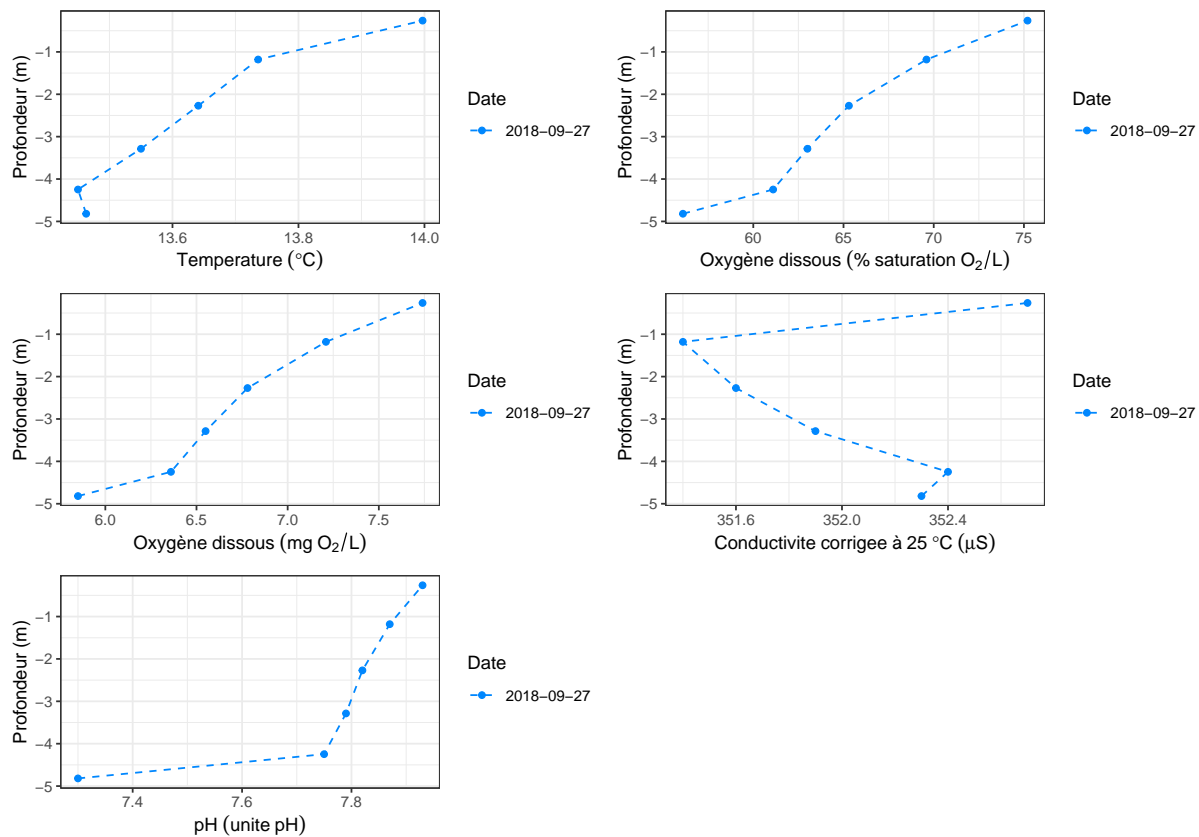 −1
−2
−3
−4
−5
Profondeur (m)
13.6 13.8 14.0
Temperature (°C)
Date
2018−09−27
−1
−2
−3
−4
−5
Profondeur (m)
60 65 70 75
Oxygène dissous (% saturation O₂/L)
Date
2018−09−27
−1
−2
−3
−4
−5
Profondeur (m)
6.0 6.5 7.0 7.5
Oxygène dissous (mg O₂/L)
Date
2018−09−27
−1
−2
−3
−4
−5
Profondeur (m)
351.6 352.0 352.4
Conductivite corrigee à 25 °C (μS)
Date
2018−09−27
−1
−2
−3
−4
−5
Profondeur (m)
7.4 7.6 7.8
pH (unite pH)
Date
2018−09−27